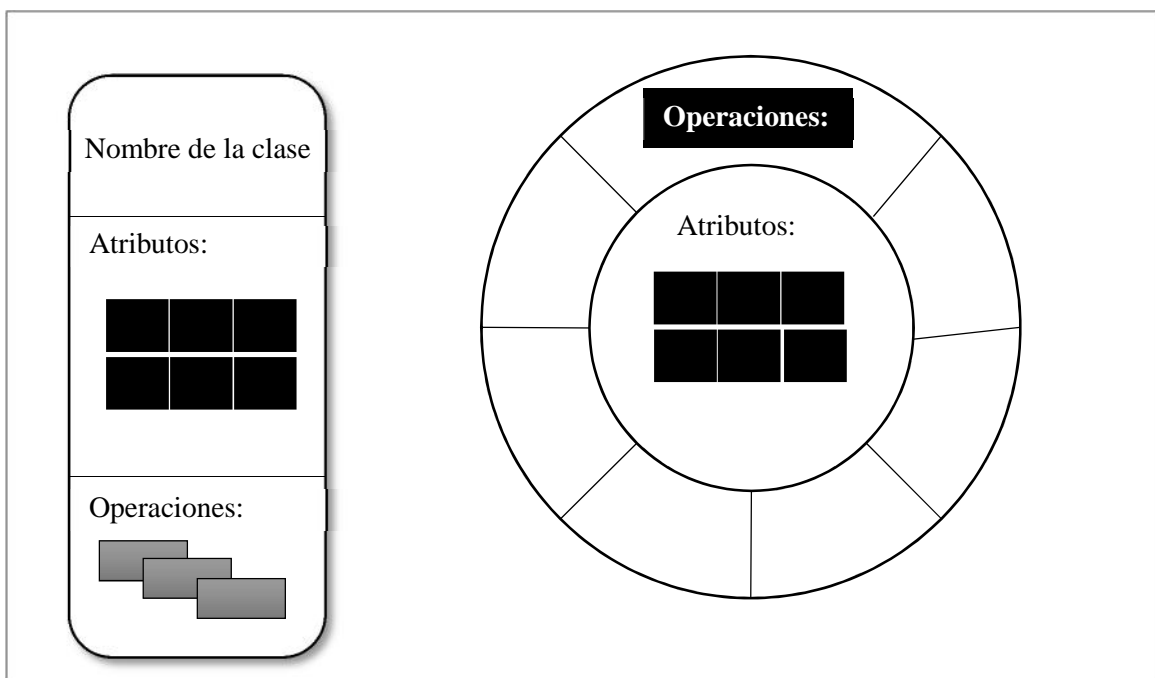 Nombre de la clase
Atributos:
Operaciones:
Operaciones:
Atributos: